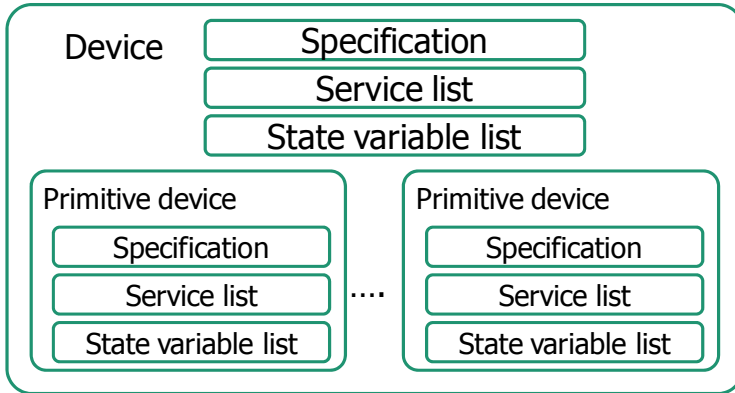 Device
Specification
Service list
State variable list
Primitive device
Specification
Service list
State variable list
....
Primitive device
Specification
Service list
State variable list